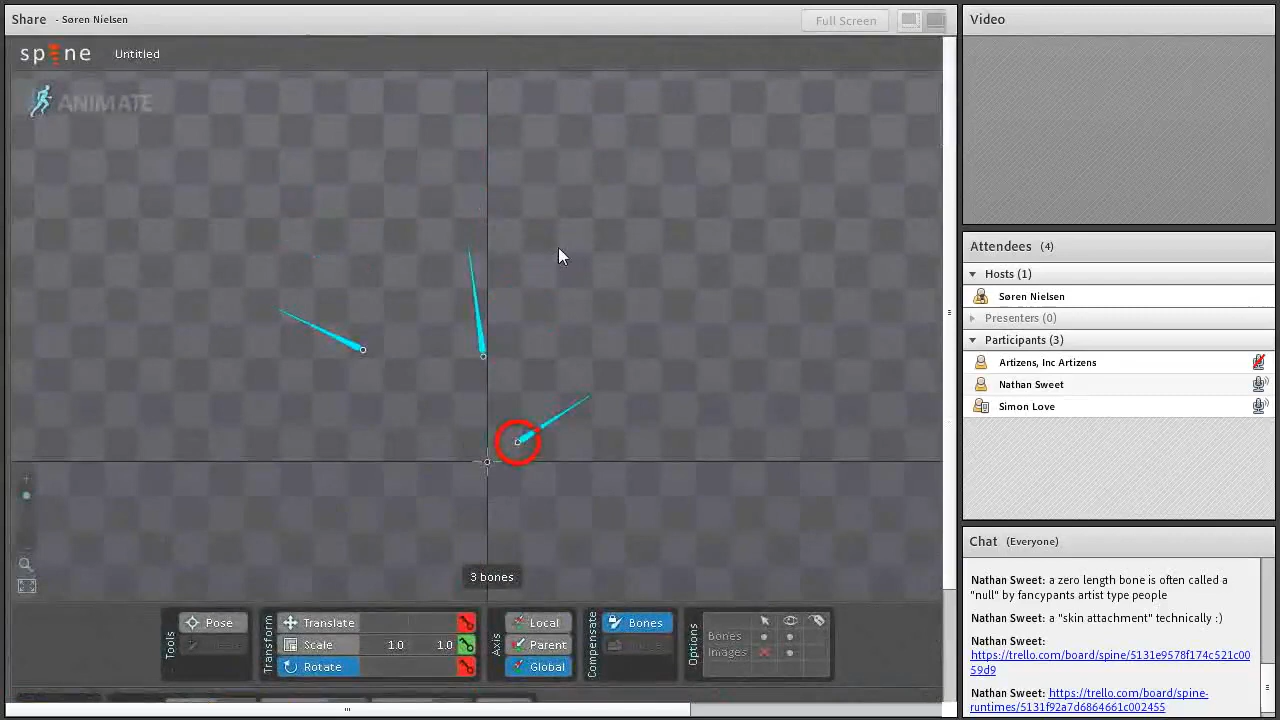 Share - Søren Nielsen
Full Screen
Video
spine Untitled
ANIMATE
Attendees (4)
Hosts (1)
Søren Nielsen
Presenters (0)
Participants (3)
Artizens, Inc Artizens
Nathan Sweet
Simon Love
Chat (Everyone)
Nathan Sweet: a zero length bone is often called a
"null" by fancypants artist type people
Nathan Sweet: a "skin attachment" technically :)
Nathan Sweet:
https://trello.com/board/spine/5131e9578f174c521c00
59d9
Nathan Sweet: https://trello.com/board/spine-
runtimes/5131f92a7d6864661c002455
3 bones
Tools
Pose
Transform
Translate
Scale 1.0 1.0
Rotate
Axis
Local
Parent
Global
Compensate
Bones
Options
Bones
Images